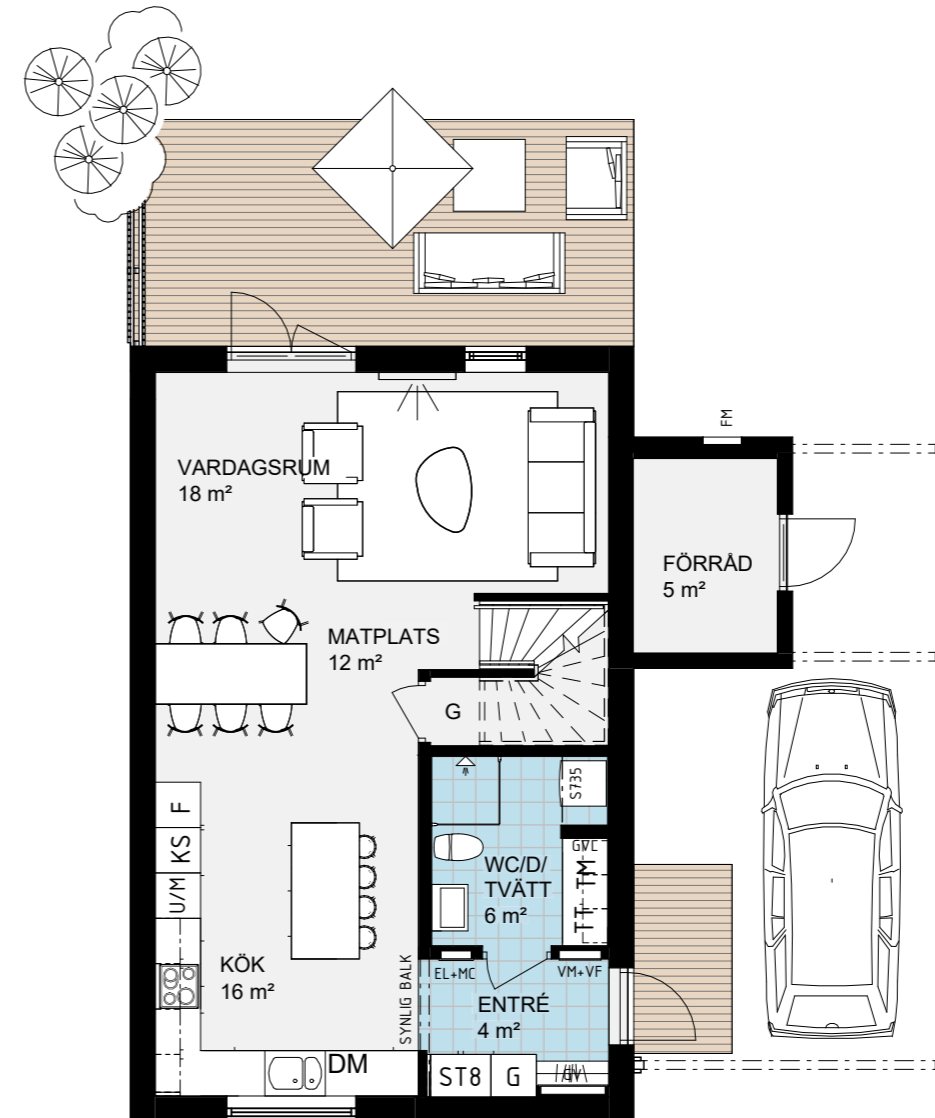 FM
VARDAGSRUM
18 m²
FÖRRÅD
5 m²
MATPLATS
12 m²
G
S735
F
KS
U/M
WC/D/
TVÄTT
6 m²
GVC
TT TM
KÖK
16 m²
SYNLIG BALK
EL+MC
VM+VF
ENTRÉ
4 m²
DM
ST8
G